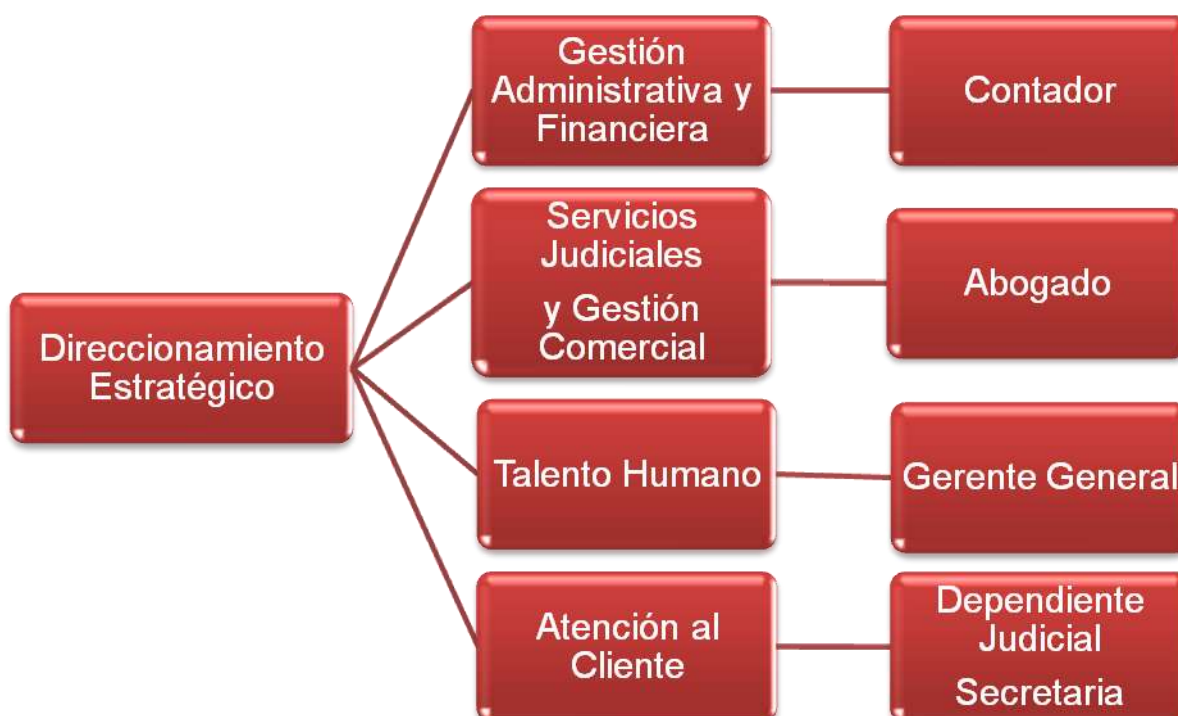 Gestión
Administrativa y
Financiera
Contador
Servicios
Judiciales
y Gestión
Comercial
Abogado
Direccionamiento
Estratégico
Talento Humano
Gerente General
Atención al
Cliente
Dependiente
Judicial
Secretaria